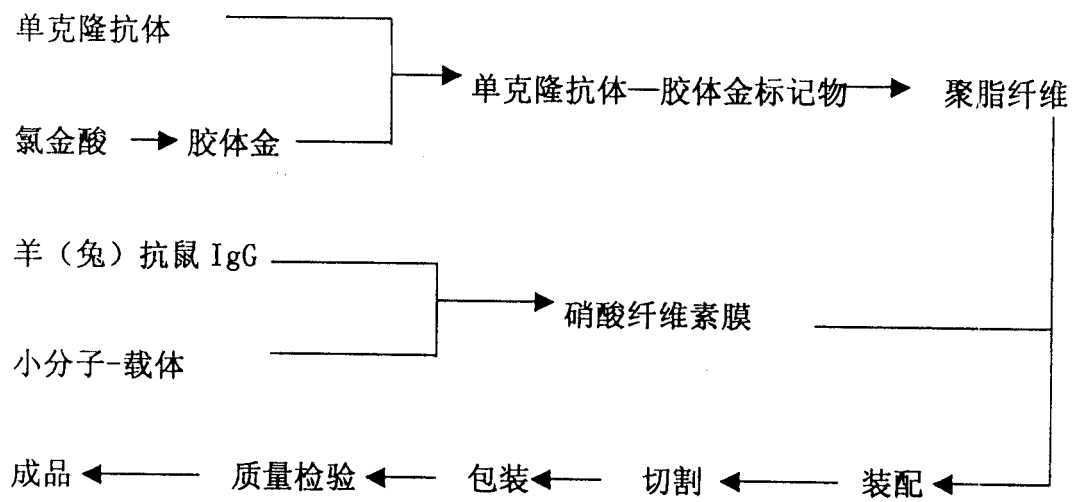 单克隆抗体
氯金酸
胶体金
单克隆抗体—胶体金标记物
聚脂纤维
羊（兔）抗鼠 IgG
小分子-载体
硝酸纤维素膜
成品
质量检验
包装
切割
装配